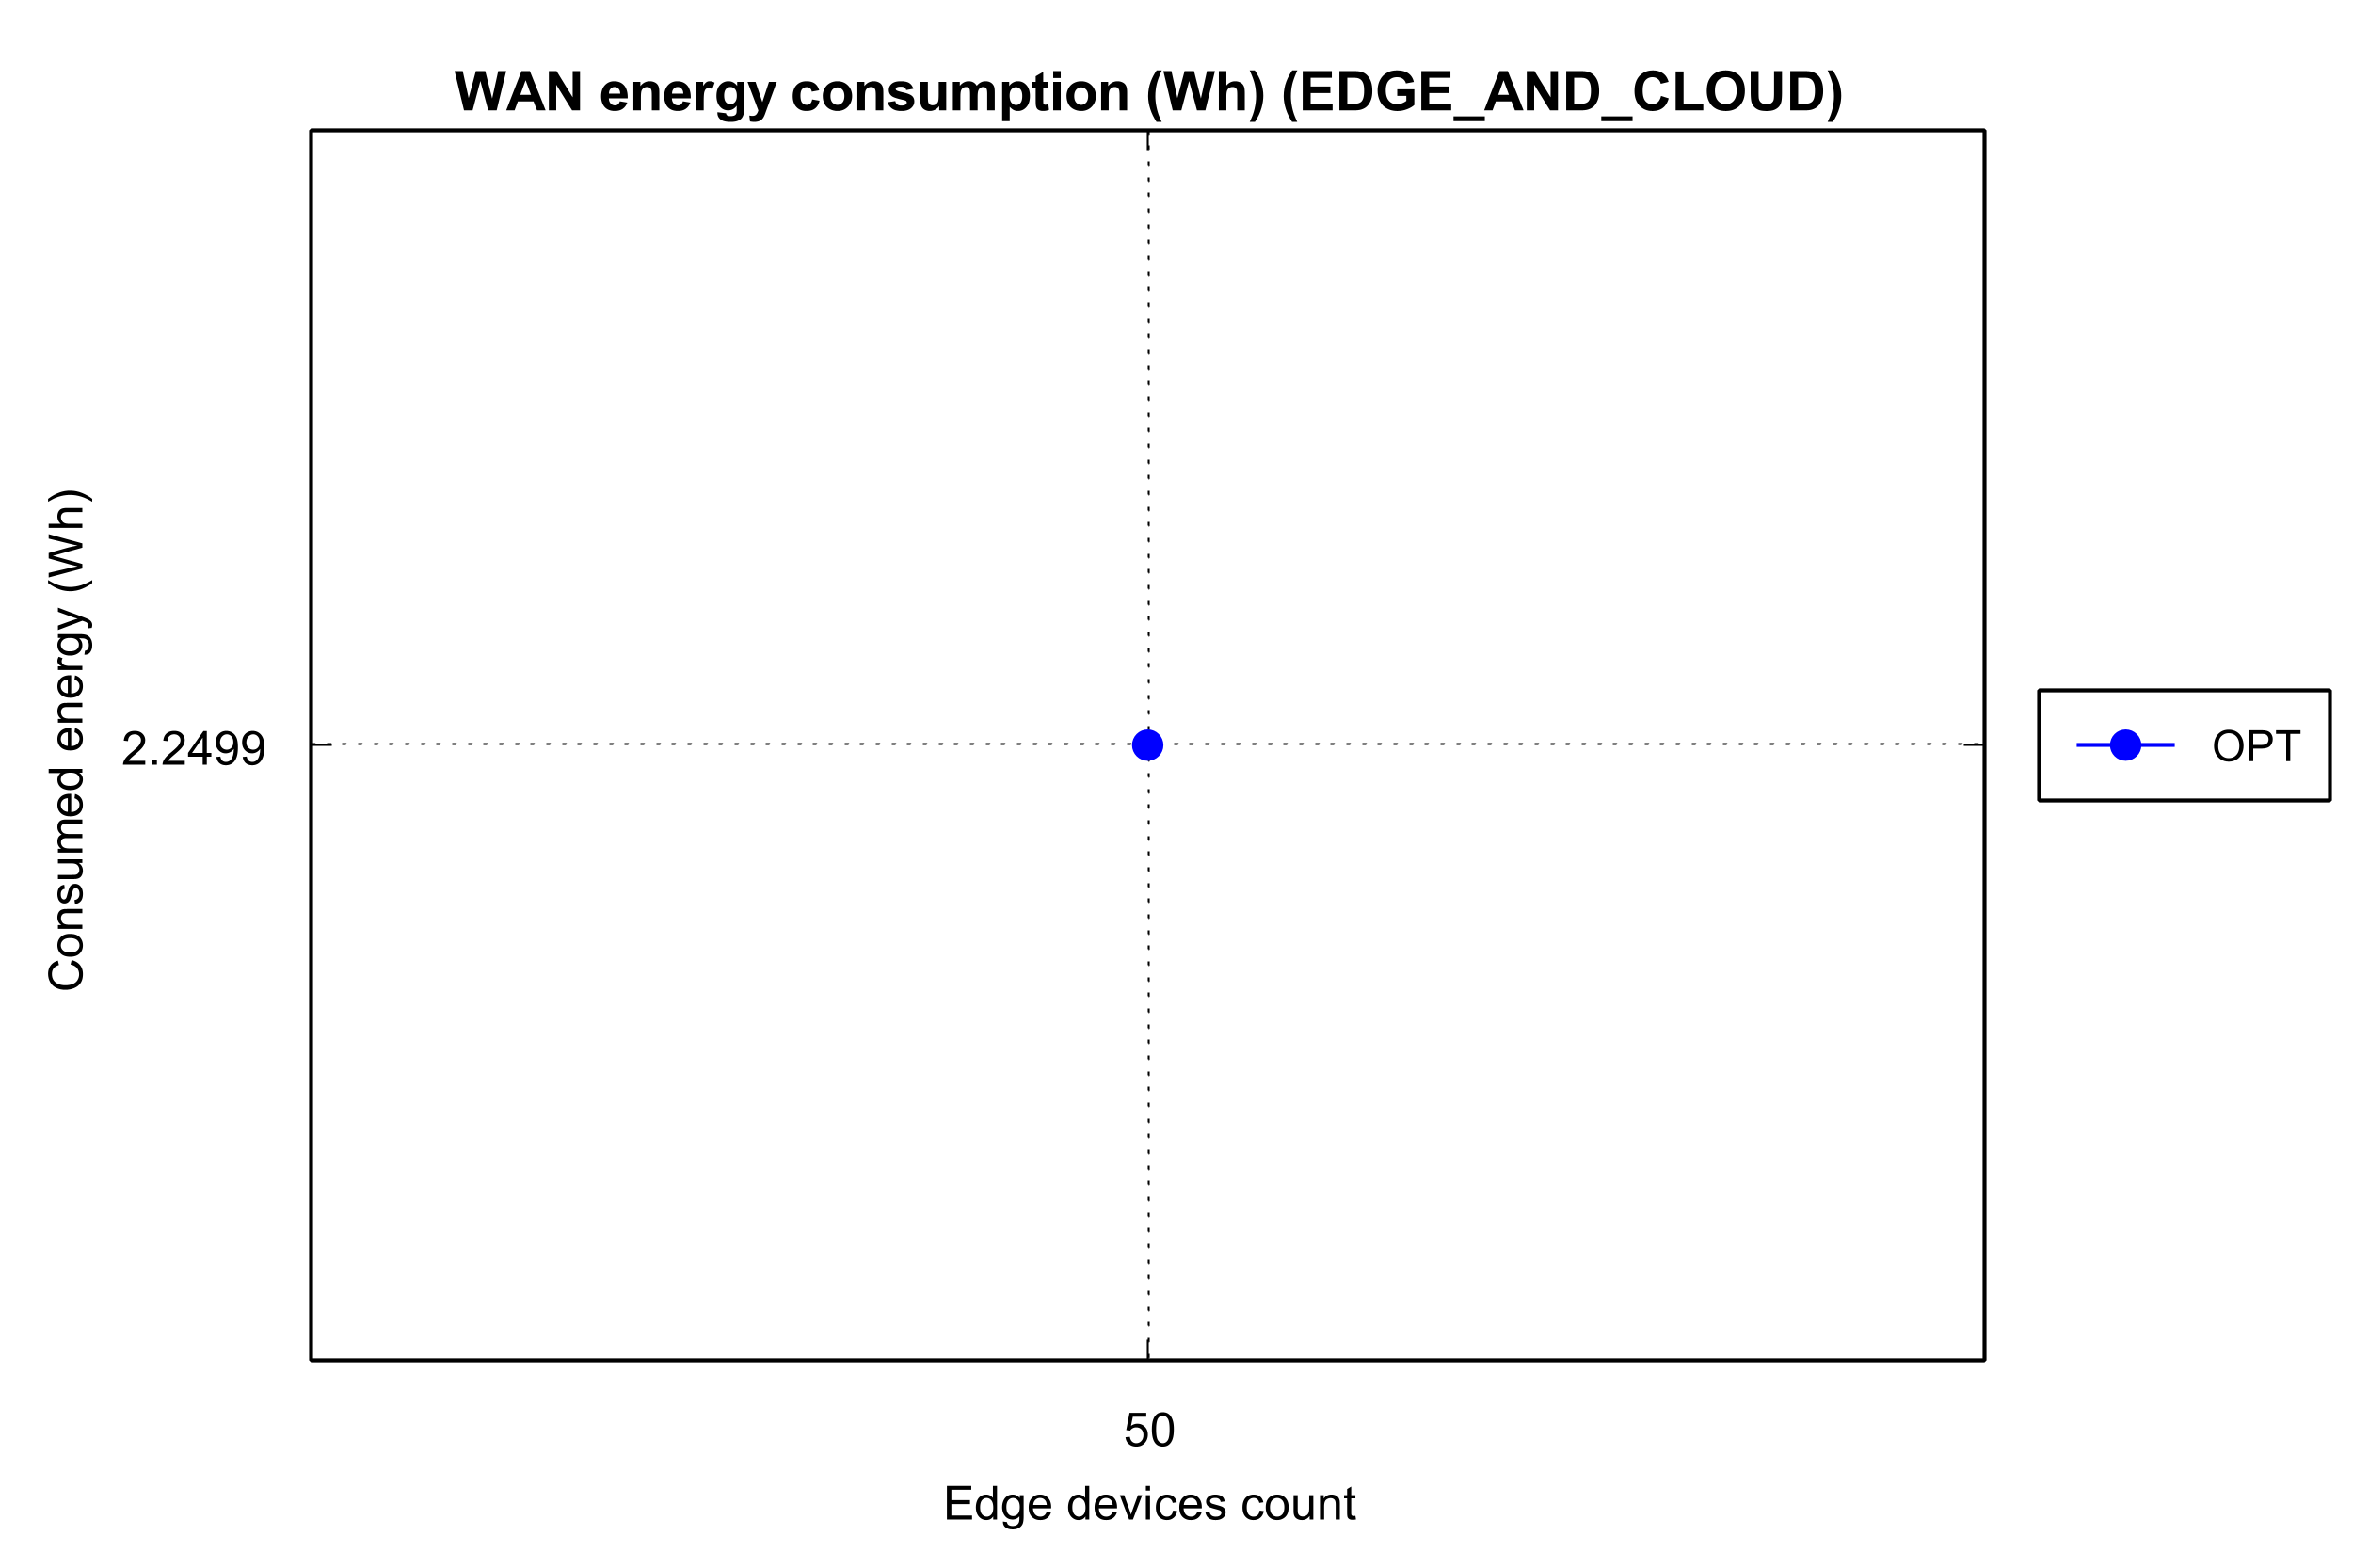 WAN energy consumption (Wh) (EDGE_AND_CLOUD)
Consumed energy (Wh)
2.2499
OPT
50
Edge devices count